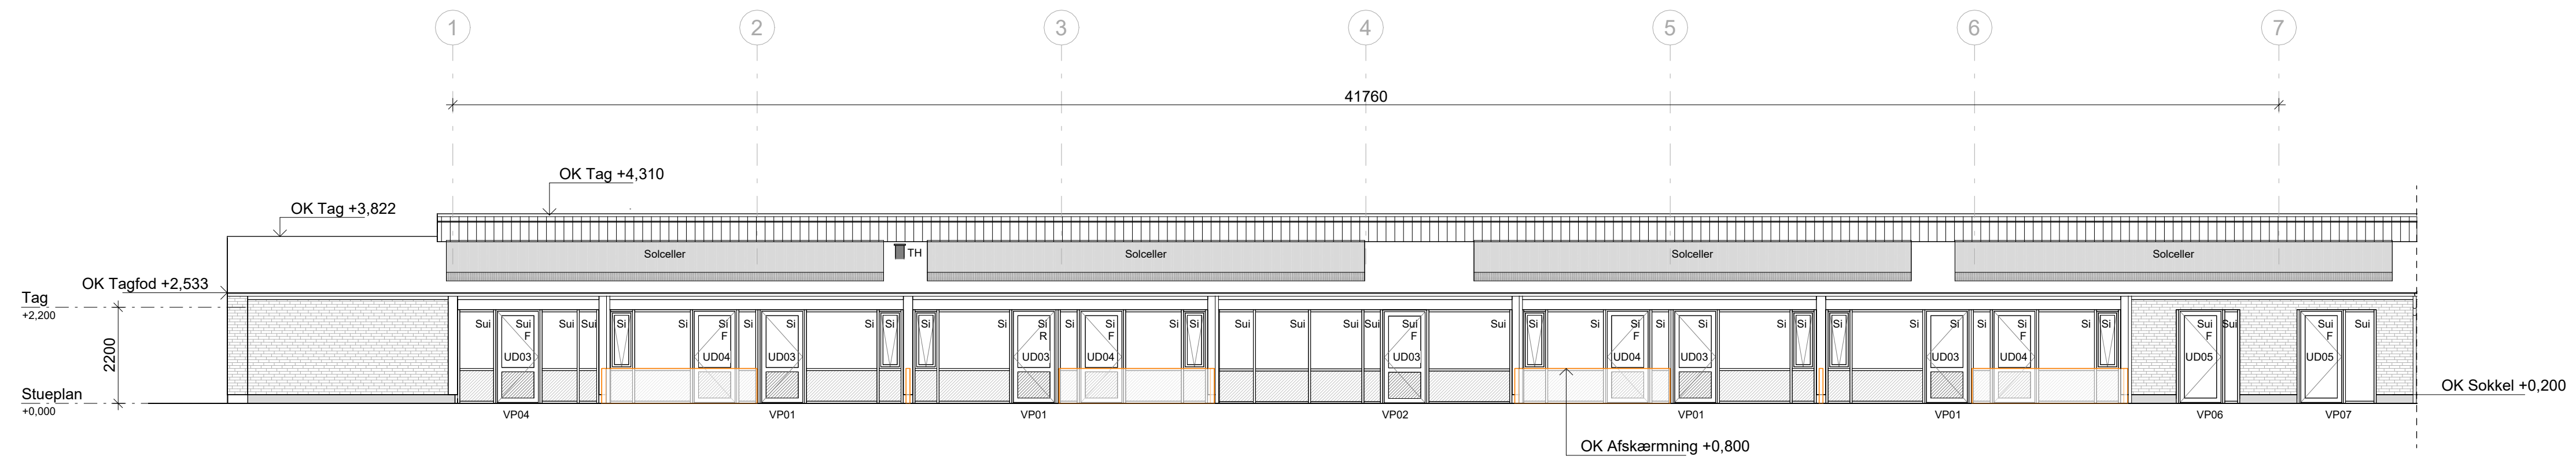 1 2 3 4 5 6 7
41760
OK Tag +4,310
OK Tag +3,822
Solceller TH Solceller Solceller Solceller
OK Tagfod +2,533
Tag
+2,200
2200
Sui Sui Sui Sui Si Si Si Si Si Si Si Si Si Si Si Si Si Si Sui Sui Sui Sui Sui Sui Si Si Si Si Si Si Si Si Si Si Si Si Si Si Sui Sui Sui Sui
F F R F F F F F F
UD03 UD04 UD03 UD03 UD04 UD03 UD04 UD03 UD03 UD04 UD05 UD05
Stueplan
+0,000
OK Sokkel +0,200
VP04 VP01 VP01 VP02 VP01 VP01 VP06 VP07
OK Afskærmning +0,800